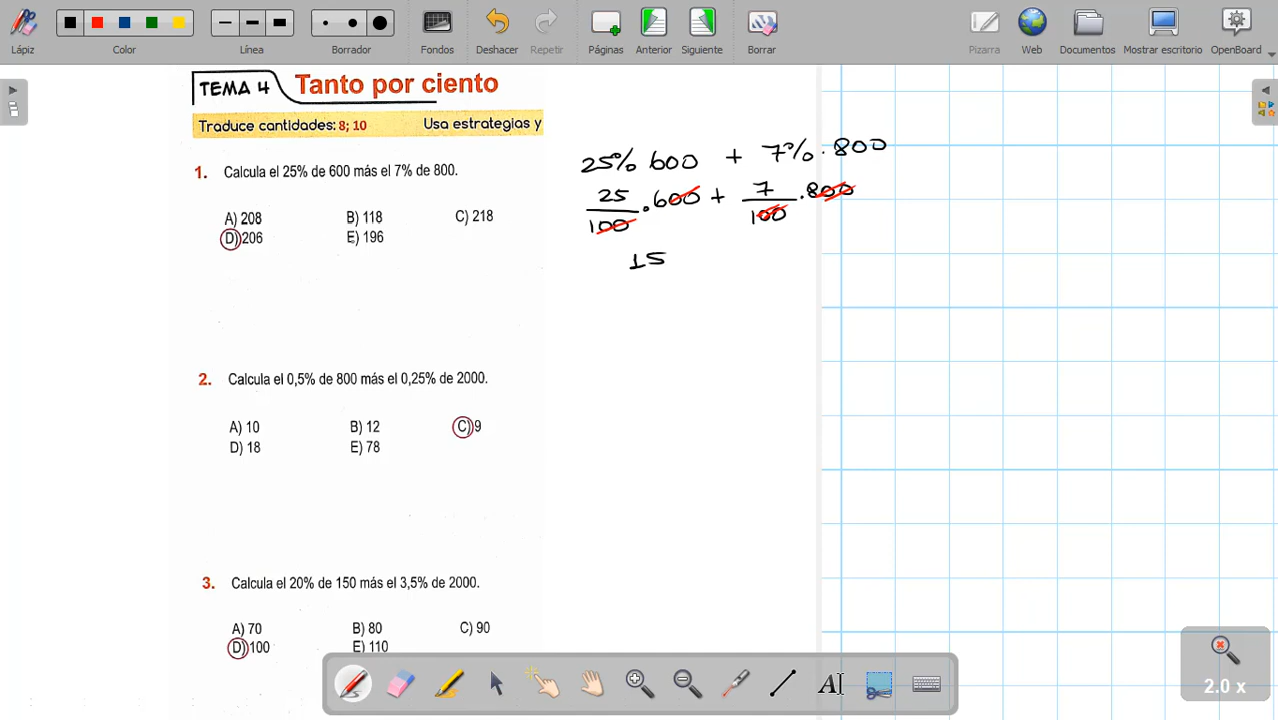 Lápiz Color Línea Borrador Fondos Deshacer Repetir Páginas Anterior Siguiente Borrar Pizarra Web Documentos Mostrar escritorio OpenBoard
TEMA 4 Tanto por ciento
Traduce cantidades: 8; 10 Usa estrategias y
1. Calcula el 25% de 600 más el 7% de 800.
A) 208 B) 118 C) 218
D) 206 E) 196
25% 600 + 7% . 800
25/100 . 600 + 7/100 . 800
15
2. Calcula el 0,5% de 800 más el 0,25% de 2000.
A) 10 B) 12 C) 9
D) 18 E) 78
3. Calcula el 20% de 150 más el 3,5% de 2000.
A) 70 B) 80 C) 90
D) 100 E) 110
AI
2.0 x